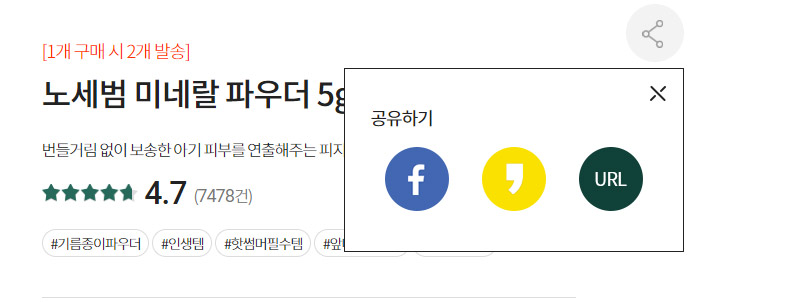 [1개 구매 시 2개 발송]
노세범 미네랄 파우더 5g
공유하기
번들거림 없이 보송한 아기 피부를 연출해주는 피지
URL
4.7 (7478건)
#기름종이파우더 #인생템 #핫썸머필수템